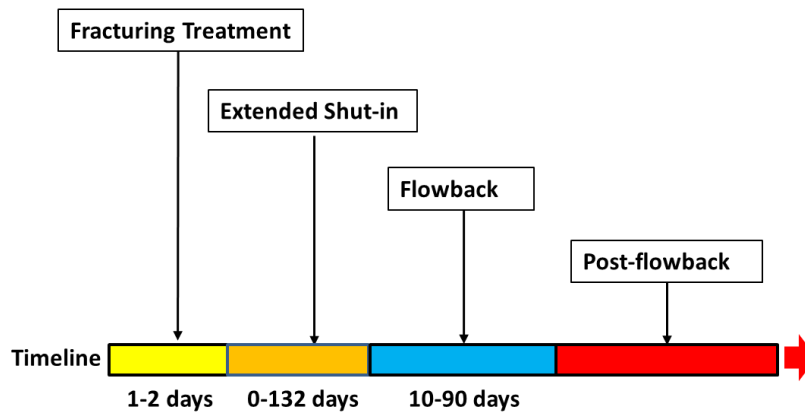 Fracturing Treatment
Extended Shut-in
Flowback
Post-flowback
Timeline
1-2 days
0-132 days
10-90 days